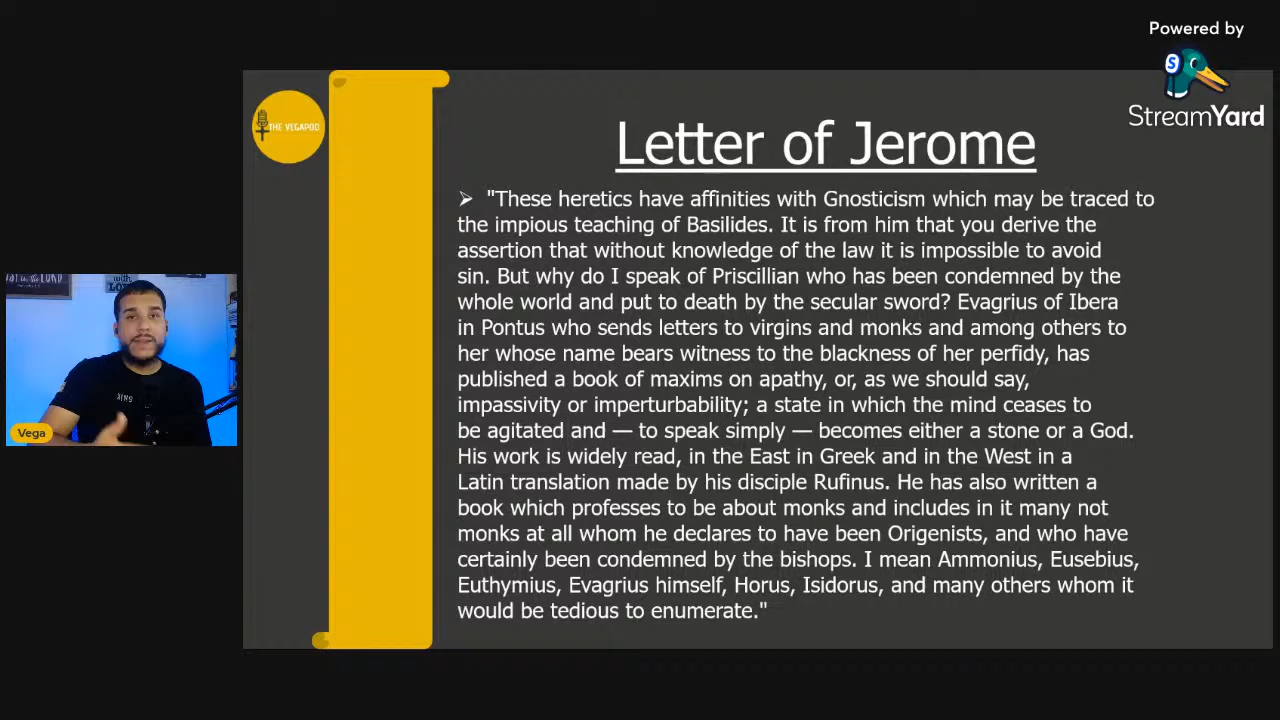 Powered by
StreamYard
THE VEGAPOD
Letter of Jerome
➢ "These heretics have affinities with Gnosticism which may be traced to
the impious teaching of Basilides. It is from him that you derive the
assertion that without knowledge of the law it is impossible to avoid
sin. But why do I speak of Priscillian who has been condemned by the
whole world and put to death by the secular sword? Evagrius of Ibera
in Pontus who sends letters to virgins and monks and among others to
her whose name bears witness to the blackness of her perfidy, has
published a book of maxims on apathy, or, as we should say,
impassivity or imperturbability; a state in which the mind ceases to
be agitated and — to speak simply — becomes either a stone or a God.
His work is widely read, in the East in Greek and in the West in a
Latin translation made by his disciple Rufinus. He has also written a
book which professes to be about monks and includes in it many not
monks at all whom he declares to have been Origenists, and who have
certainly been condemned by the bishops. I mean Ammonius, Eusebius,
Euthymius, Evagrius himself, Horus, Isidorus, and many others whom it
would be tedious to enumerate."
Vega